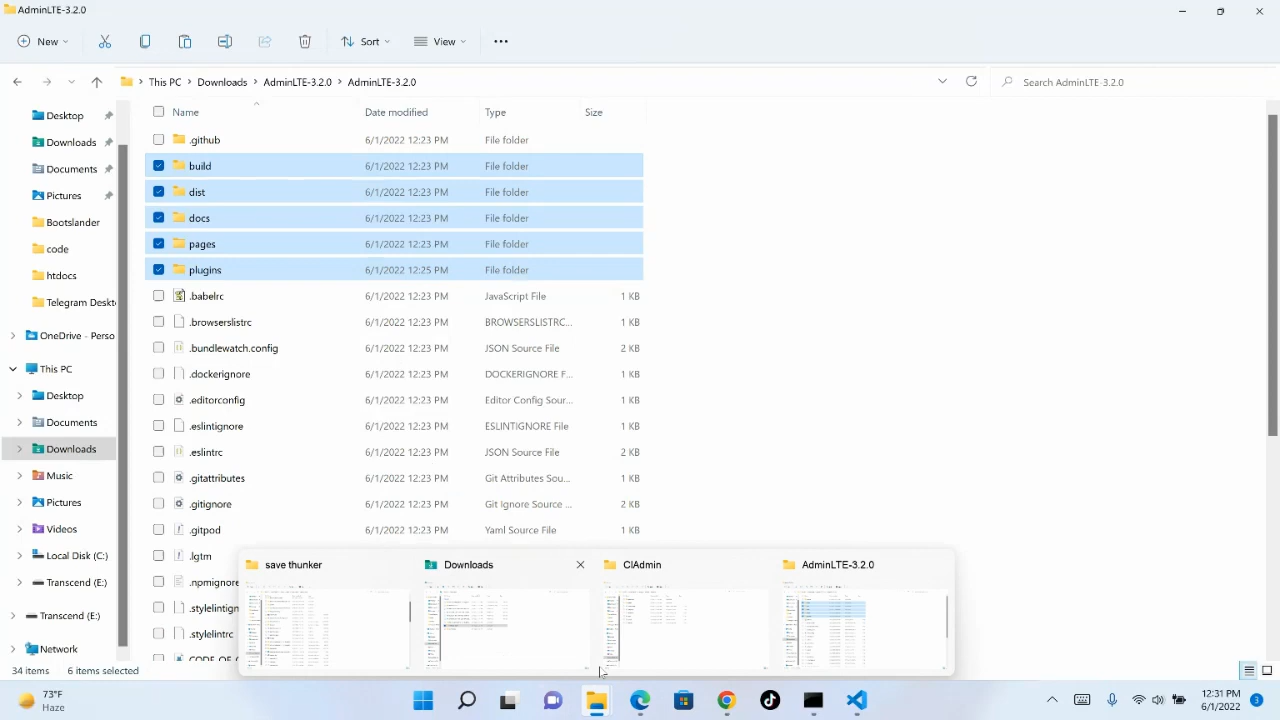 AdminLTE-3.2.0
New
Sort
View
This PC
Downloads
AdminLTE-3.2.0
AdminLTE-3.2.0
Search AdminLTE-3.2.0
Name
Date modified
Type
Size
Desktop
Downloads
Documents
Pictures
Bootslander
code
htdocs
Telegram Deskt
OneDrive - Perso
This PC
Desktop
Documents
Downloads
Music
Pictures
Videos
Local Disk (C:)
Transcend (E:)
Network
.github 6/1/2022 12:23 PM File folder
build 6/1/2022 12:23 PM File folder
dist 6/1/2022 12:23 PM File folder
docs 6/1/2022 12:23 PM File folder
pages 6/1/2022 12:23 PM File folder
plugins 6/1/2022 12:25 PM File folder
.babelrc 6/1/2022 12:23 PM JavaScript File 1 KB
.browserslistrc 6/1/2022 12:23 PM BROWSERSLISTRC... 1 KB
.bundlewatch.config 6/1/2022 12:23 PM JSON Source File 2 KB
.dockerignore 6/1/2022 12:23 PM DOCKERIGNORE F... 1 KB
.editorconfig 6/1/2022 12:23 PM Editor Config Sour... 1 KB
.eslintignore 6/1/2022 12:23 PM ESLINTIGNORE File 1 KB
.eslintrc 6/1/2022 12:23 PM JSON Source File 2 KB
.gitattributes 6/1/2022 12:23 PM Git Attributes Sou... 1 KB
.gitignore 6/1/2022 12:23 PM Git Ignore Source ... 2 KB
.gitpod 6/1/2022 12:23 PM Yaml Source File 1 KB
.lgtm
.npmignore
save thunker
Downloads
CIAdmin
AdminLTE-3.2.0
34 items
6 items selected
73°F
Haze
12:31 PM
6/1/2022
3